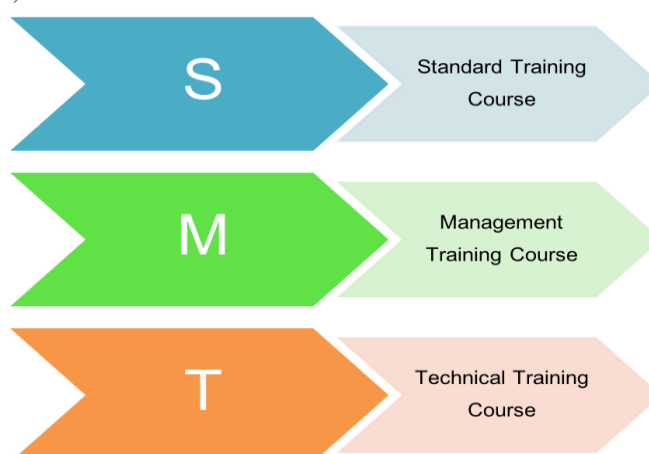 S
Standard Training
Course
M
Management
Training Course
T
Technical Training
Course